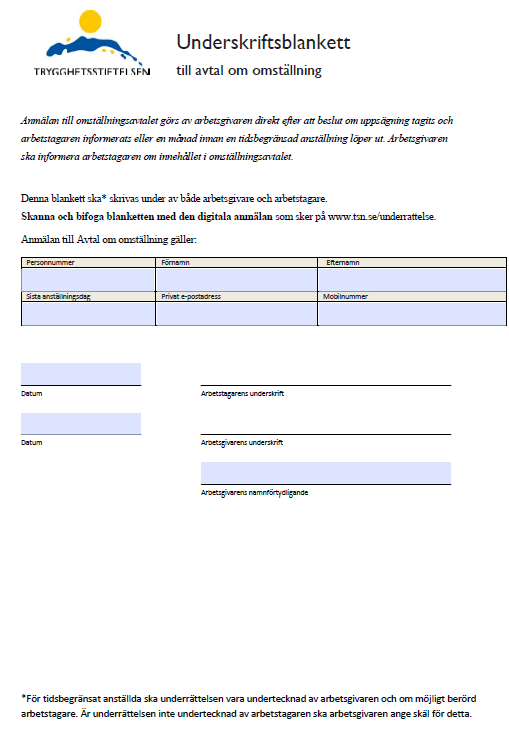 TRYGGHETSSTIFTELSEN
Underskriftsblankett
till avtal om omställning
Anmälan till omställningsavtalet görs av arbetsgivaren direkt efter att beslut om uppsägning tagits och
arbetstagaren informerats eller en månad innan en tidsbegränsad anställning löper ut. Arbetsgivaren
ska informera arbetstagaren om innehållet i omställningsavtalet.
Denna blankett ska* skrivas under av både arbetsgivare och arbetstagare.
Skanna och bifoga blanketten med den digitala anmälan som sker på www.tsn.se/underrattelse.
Anmälan till Avtal om omställning gäller:
Personnummer Förnamn Efternamn
Sista anställningsdag Privat e-postadress Mobilnummer
Datum Arbetstagarens underskrift
Datum Arbetsgivarens underskrift
Arbetsgivarens namnförtydligande
*För tidsbegränsat anställda ska underrättelsen vara undertecknad av arbetsgivaren och om möjligt berörd
arbetstagare. Är underrättelsen inte undertecknad av arbetstagaren ska arbetsgivaren ange skäl för detta.